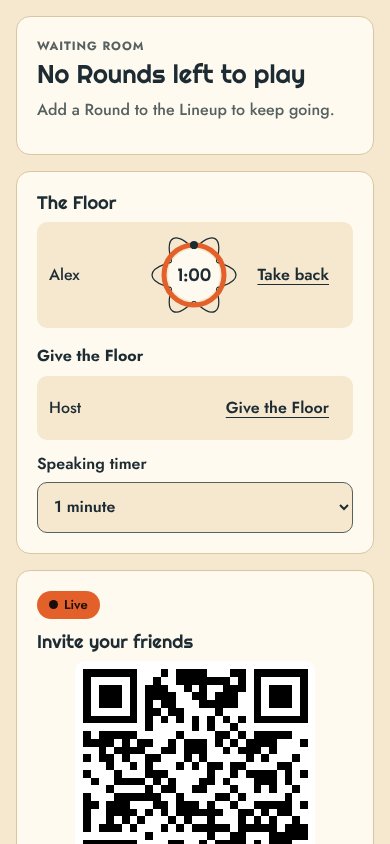 WAITING ROOM
No Rounds left to play
Add a Round to the Lineup to keep going.
The Floor
Alex
1:00
Take back
Give the Floor
Host
Give the Floor
Speaking timer
1 minute
Live
Invite your friends